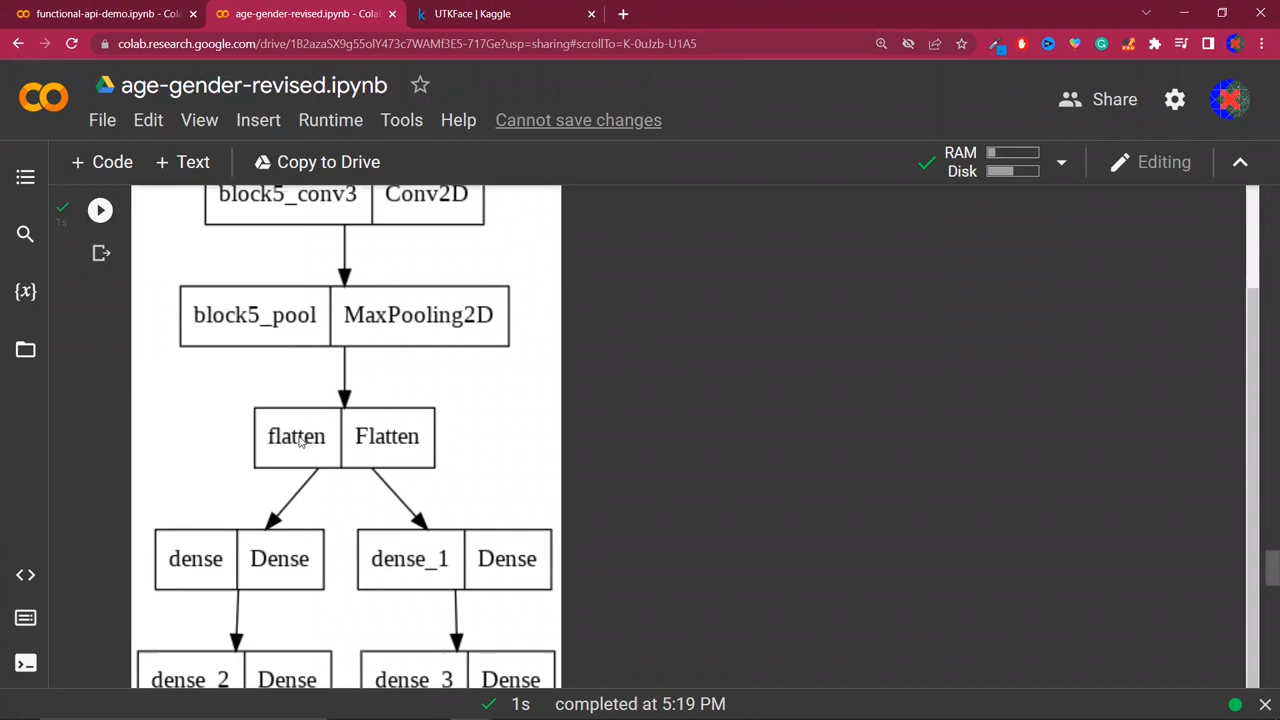 functional-api-demo.ipynb - Cola
age-gender-revised.ipynb - Colab
UTKFace | Kaggle
colab.research.google.com/drive/1B2azaSX9g55olY473c7WAMf3E5-717Ge?usp=sharing#scrollTo=K-0uJzb-U1A5
age-gender-revised.ipynb
Share
File Edit View Insert Runtime Tools Help Cannot save changes
+ Code + Text Copy to Drive
RAM
Disk
Editing
{x}
1s
block5_conv3 Conv2D
block5_pool MaxPooling2D
flatten Flatten
dense Dense
dense_1 Dense
dense_2 Dense
dense_3 Dense
1s completed at 5:19 PM